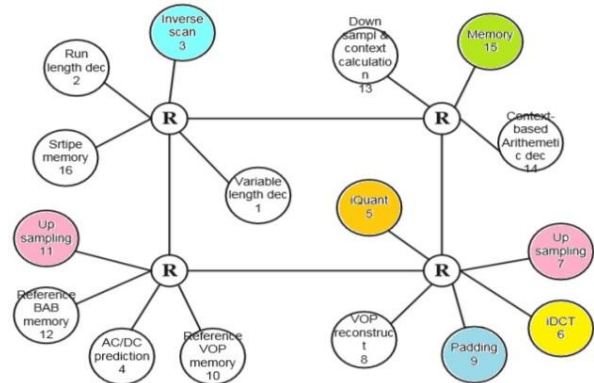 Inverse
scan
3
Run
length dec
2
R
Srtipe
memory
16
Variable
length dec
1
Down
sampl &
context
calculatio
n
13
Memory
15
R
Context-
based
Arithemeti
c dec
14
Up
sampling
11
R
Reference
BAB
memory
12
AC/DC
prediction
4
Reference
VOP
memory
10
iQuant
5
R
Up
sampling
7
iDCT
6
VOP
reconstruc
t
8
Padding
9